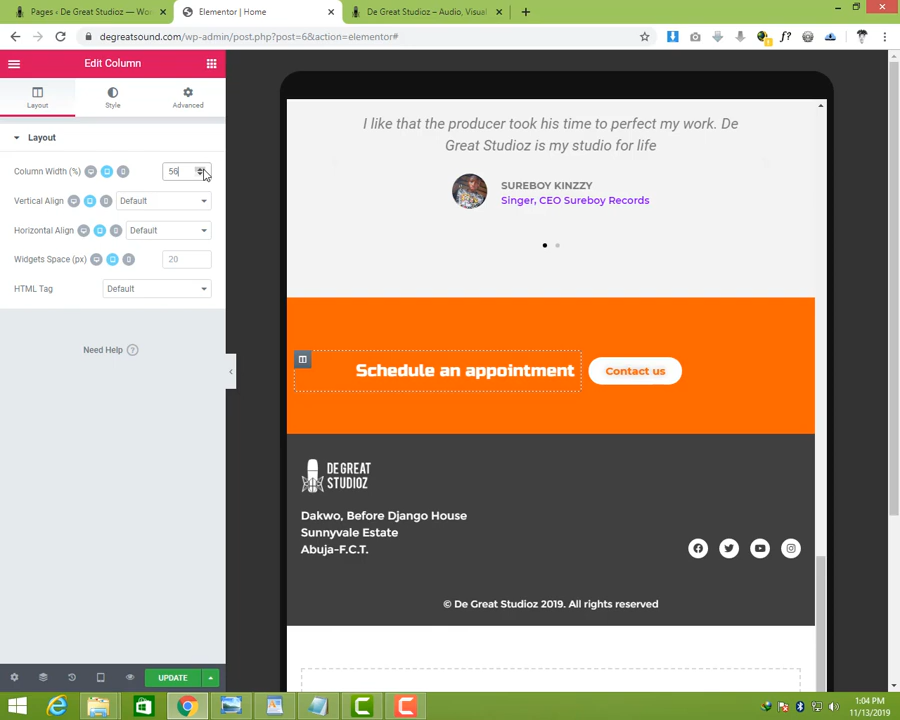 Pages ‹ De Great Studioz — Wo
Elementor | Home
De Great Studioz – Audio, Visual
degreatsound.com/wp-admin/post.php?post=6&action=elementor#
f?
Edit Column
Layout
Style
Advanced
Layout
Column Width (%)
56
Vertical Align
Default
Horizontal Align
Default
Widgets Space (px)
20
HTML Tag
Default
Need Help
?
UPDATE
I like that the producer took his time to perfect my work. De
Great Studioz is my studio for life
SUREBOY KINZZY
Singer, CEO Sureboy Records
Schedule an appointment
Contact us
DE GREAT
STUDIOZ
Dakwo, Before Django House
Sunnyvale Estate
Abuja-F.C.T.
© De Great Studioz 2019. All rights reserved
1:04 PM
11/13/2019